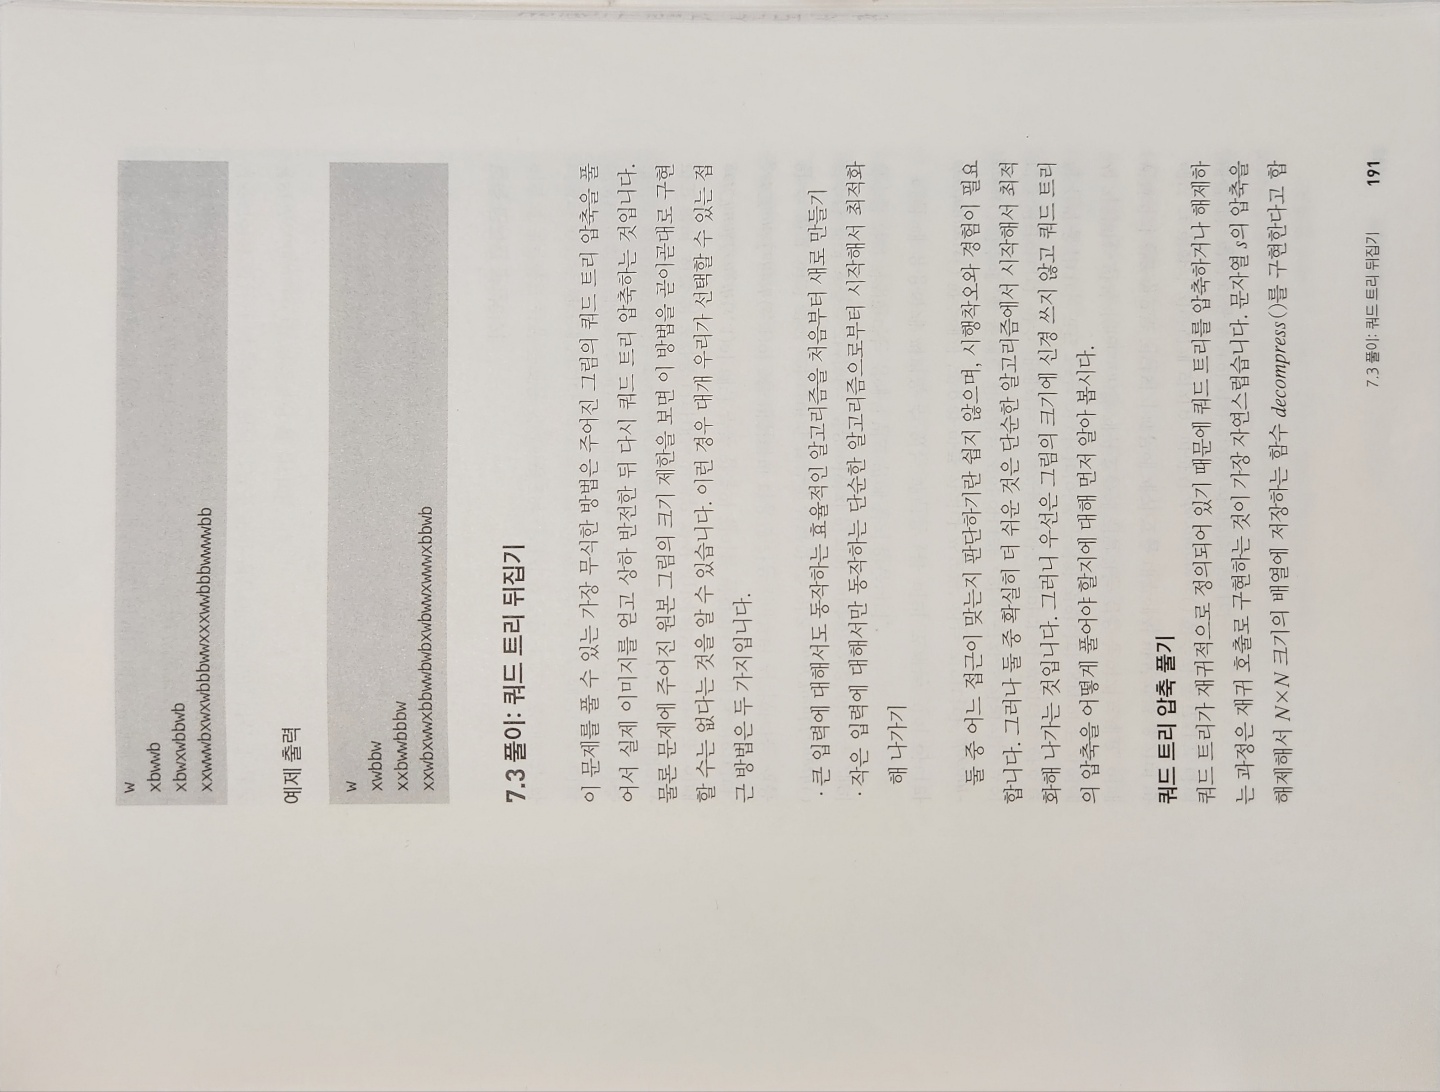 w
xbwwb
xbwxwbbwb
xxwwwbxwxwbbbwwxxxwwbbbwwwwbb
예제 출력
w
xwbbw
xxbwwbbbw
xxwbxwwxbbwwbwbxwbwwxwwwxbbwb
7.3 풀이: 쿼드 트리 뒤집기
이 문제를 풀 수 있는 가장 무식한 방법은 주어진 그림의 쿼드 트리 압축을 풀
어서 실제 이미지를 얻고 상하 반전한 뒤 다시 쿼드 트리 압축하는 것입니다.
물론 문제에 주어진 원본 그림의 크기 제한을 보면 이 방법을 곧이곧대로 구현
할 수는 없다는 것을 알 수 있습니다. 이런 경우 대개 우리가 선택할 수 있는 접
근 방법은 두 가지입니다.
· 큰 입력에 대해서도 동작하는 효율적인 알고리즘을 처음부터 새로 만들기
· 작은 입력에 대해서만 동작하는 단순한 알고리즘으로부터 시작해서 최적화
해 나가기
둘 중 어느 접근이 맞는지 판단하기란 쉽지 않으며, 시행착오와 경험이 필요
합니다. 그러나 둘 중 확실히 더 쉬운 것은 단순한 알고리즘에서 시작해서 최적
화해 나가는 것입니다. 그러니 우선은 그림의 크기에 신경 쓰지 않고 쿼드 트리
의 압축을 어떻게 풀어야 할지에 대해 먼저 알아 봅시다.
쿼드 트리 압축 풀기
쿼드 트리가 재귀적으로 정의되어 있기 때문에 쿼드 트리를 압축하거나 해제하
는 과정은 재귀 호출로 구현하는 것이 가장 자연스럽습니다. 문자열 s의 압축을
해제해서 N×N 크기의 배열에 저장하는 함수 decompress()를 구현한다고 합
7.3 풀이: 쿼드 트리 뒤집기 191